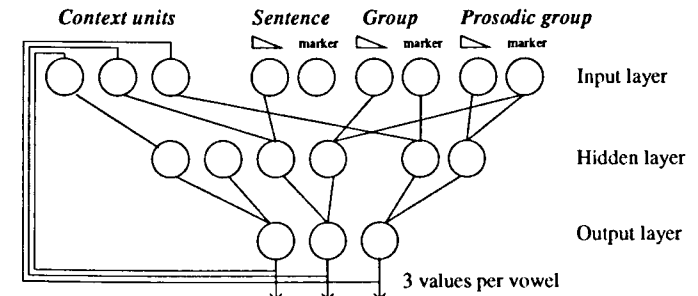 Context units Sentence Group Prosodic group
marker marker marker
Input layer
Hidden layer
Output layer
3 values per vowel